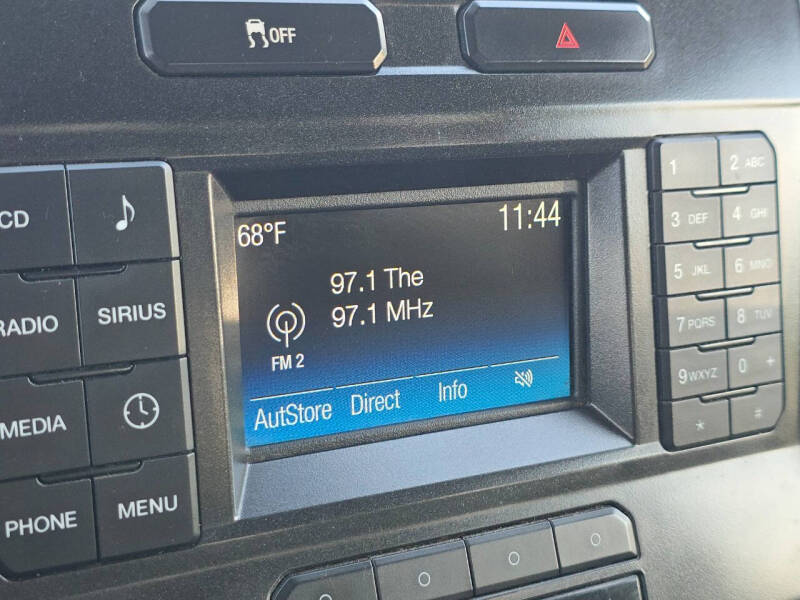 OFF
CD
RADIO
SIRIUS
MEDIA
PHONE
MENU
68°F
11:44
97.1 The
97.1 MHz
FM 2
AutStore Direct Info
1
2 ABC
3 DEF
4 GHI
5 JKL
6 MNO
7 PQRS
8 TUV
9 WXYZ
0 +
*
#